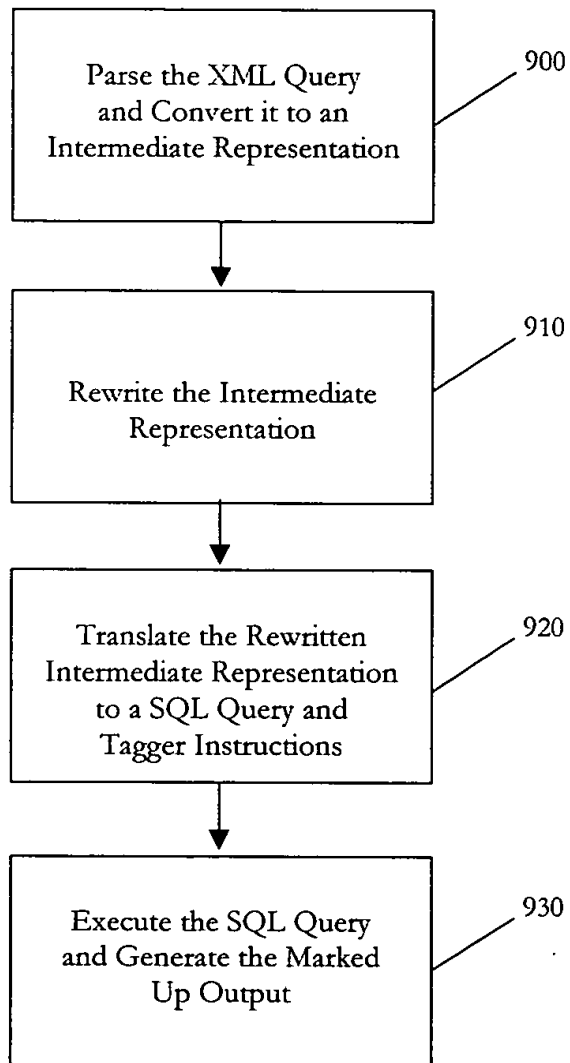 Parse the XML Query
and Convert it to an
Intermediate Representation
900
Rewrite the Intermediate
Representation
910
Translate the Rewritten
Intermediate Representation
to a SQL Query and
Tagger Instructions
920
Execute the SQL Query
and Generate the Marked
Up Output
930